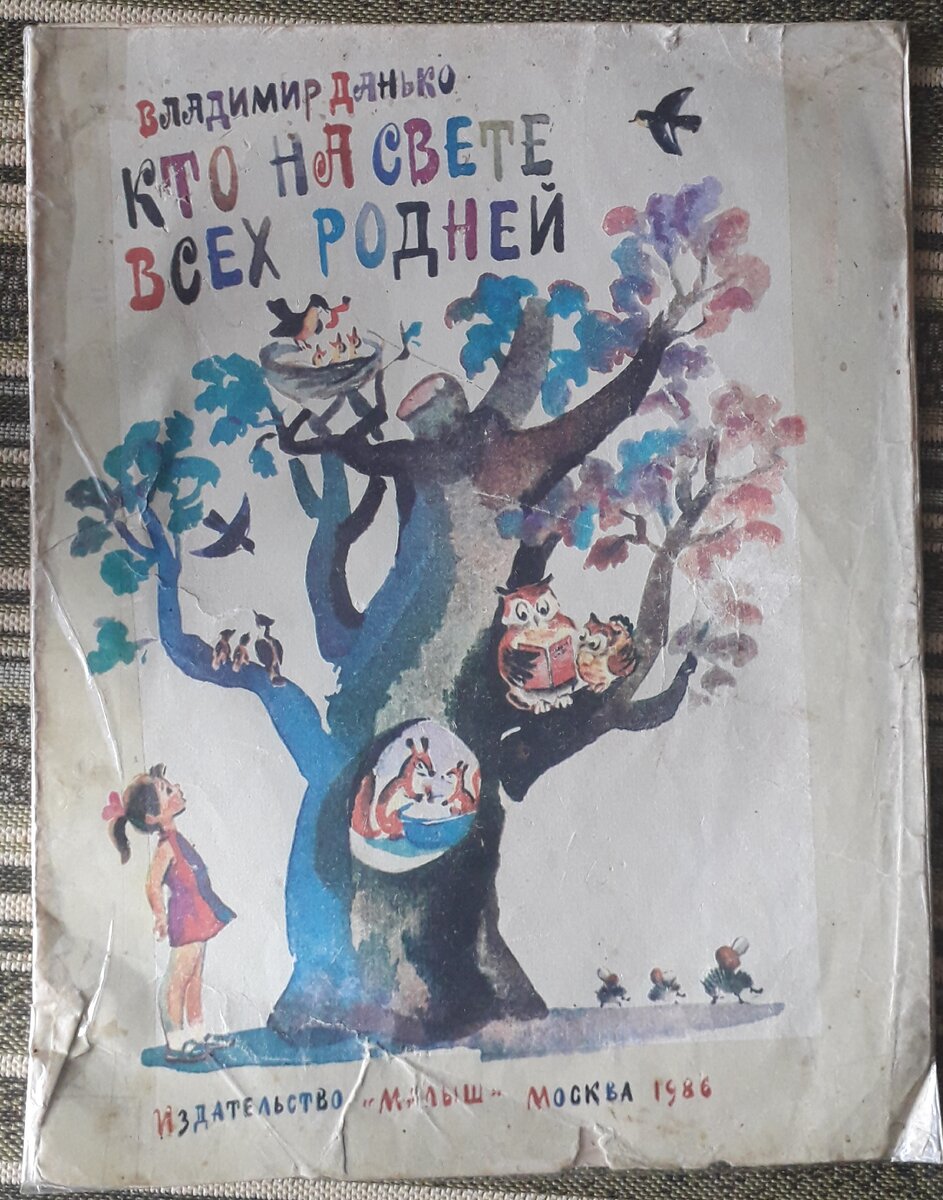 Владимир Данько
КТО НА СВЕТЕ
ВСЕХ РОДНЕЙ
Издательство „Малыш" Москва 1986